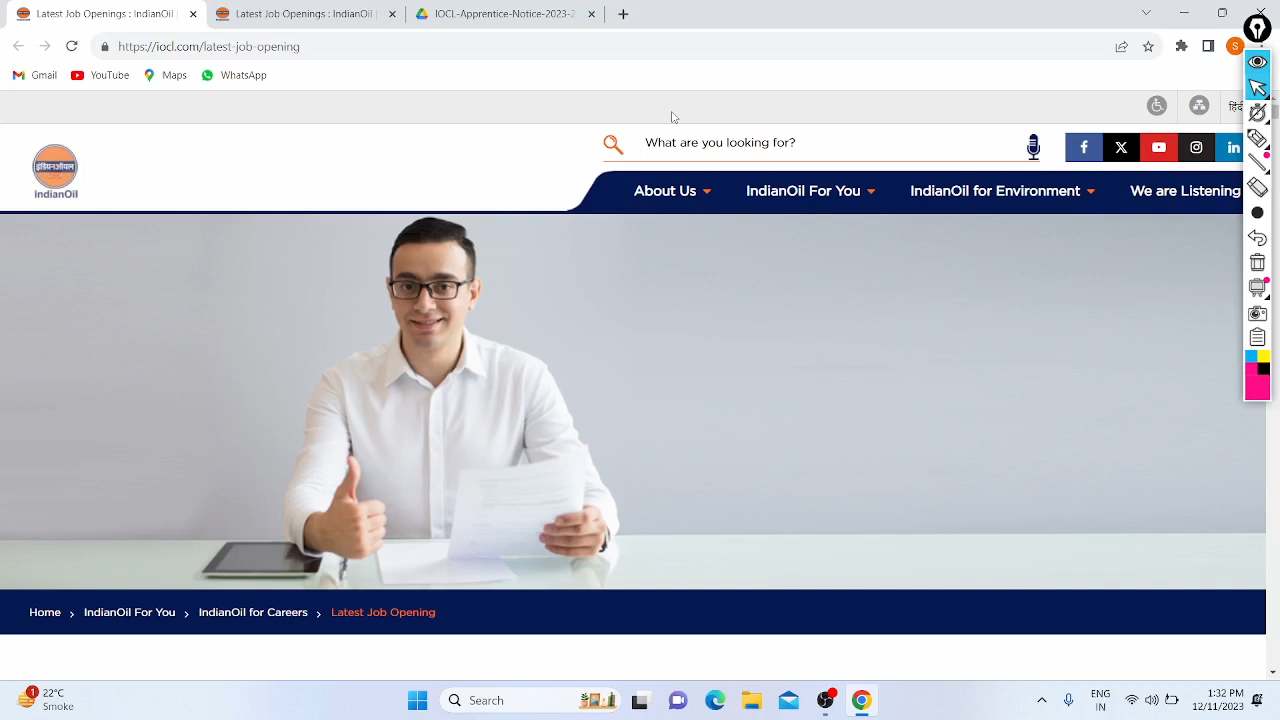 Latest Job Openings : IndianOil
Latest Job Openings : IndianOil
IOCL-Apprentice-Notice-2023-2
https://iocl.com/latest-job-opening
S
Gmail
YouTube
Maps
WhatsApp
What are you looking for?
इंडियनऑयल
IndianOil
About Us
IndianOil For You
IndianOil for Environment
We are Listening
Home
IndianOil For You
IndianOil for Careers
Latest Job Opening
1
22°C
Smoke
Search
ENG
IN
1:32 PM
12/11/2023